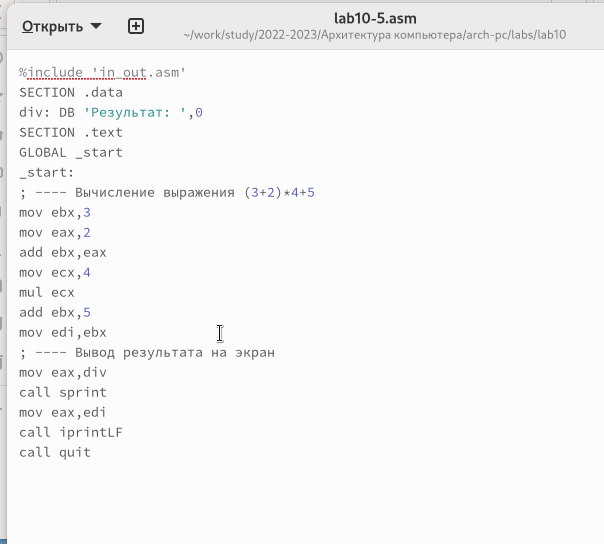 Открыть
lab10-5.asm
~/work/study/2022-2023/Архитектура компьютера/arch-pc/labs/lab10
%include 'in_out.asm'
SECTION .data
div: DB 'Результат: ',0
SECTION .text
GLOBAL _start
_start:
; ---- Вычисление выражения (3+2)*4+5
mov ebx,3
mov eax,2
add ebx,eax
mov ecx,4
mul ecx
add ebx,5
mov edi,ebx
; ---- Вывод результата на экран
mov eax,div
call sprint
mov eax,edi
call iprintLF
call quit